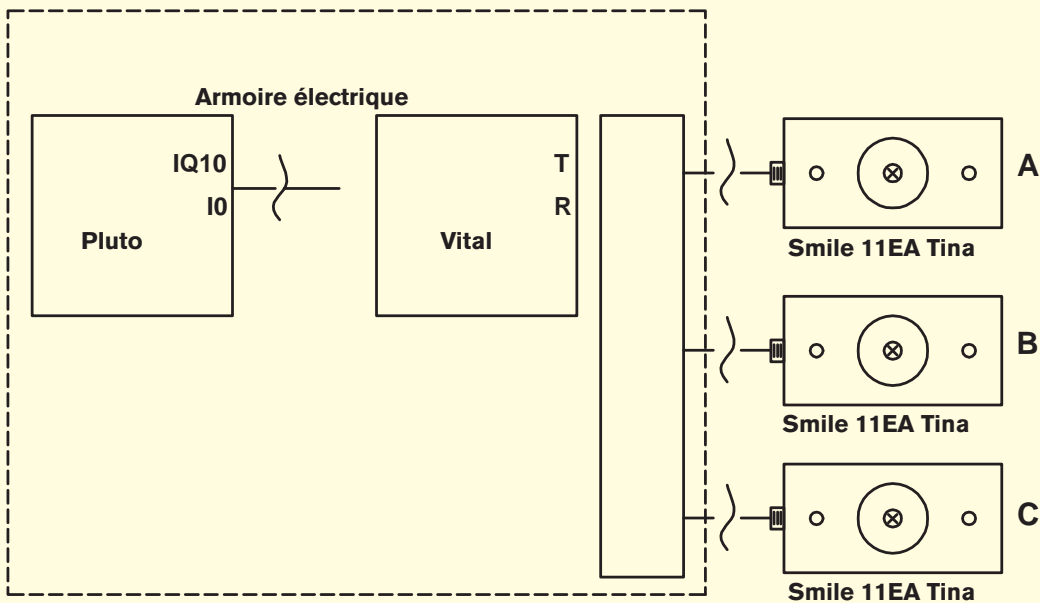 Armoire électrique
IQ10
I0
Pluto
T
R
Vital
A
Smile 11EA Tina
B
Smile 11EA Tina
C
Smile 11EA Tina